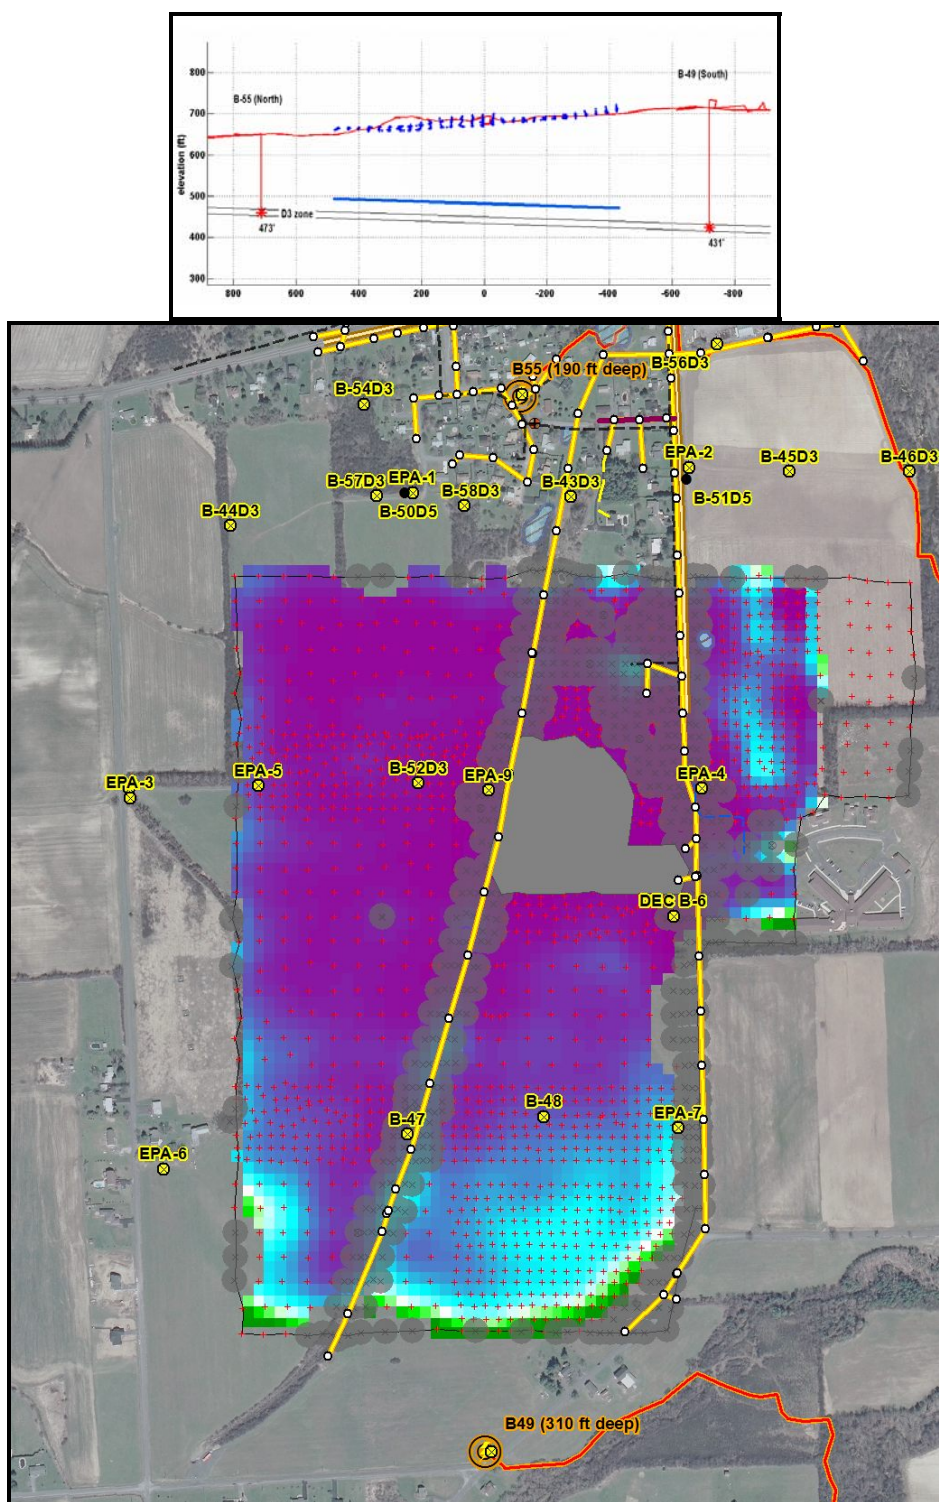 800
B-49 (South)
B-55 (North)
700
elevation (ft)
600
500
D3 zone
473'
400
431'
300
800 600 400 200 0 -200 -400 -600 -800
B55 (190 ft deep)
B-56D3
B-54D3
EPA-2
B-45D3
B-46D3
B-57D3
EPA-1
B-43D3
B-58D3
B-50D5
B-51D5
B-44D3
B-52D3
EPA-9
EPA-4
EPA-5
EPA-3
DEC B-6
B-48
B-47
EPA-7
EPA-6
B49 (310 ft deep)